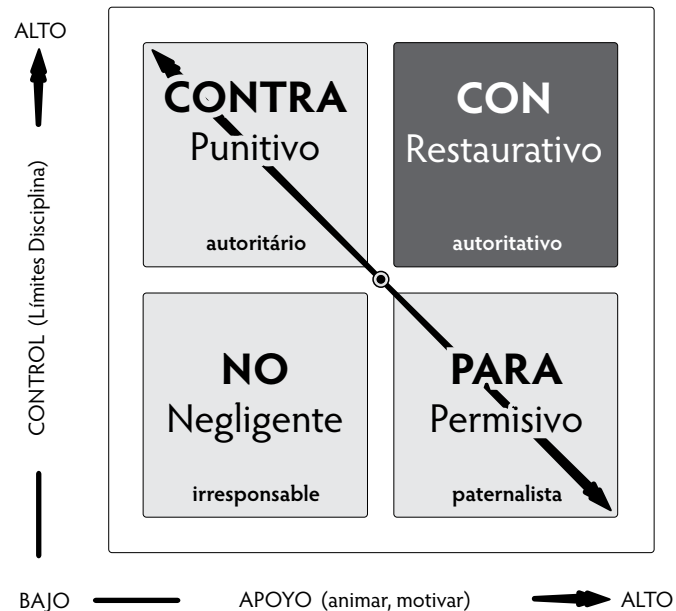 ALTO
CONTROL (Límites Disciplina)
CONTRA
Punitivo
autoritário
CON
Restaurativo
autoritativo
NO
Negligente
irresponsable
PARA
Permisivo
paternalista
BAJO
APOYO (animar, motivar)
ALTO